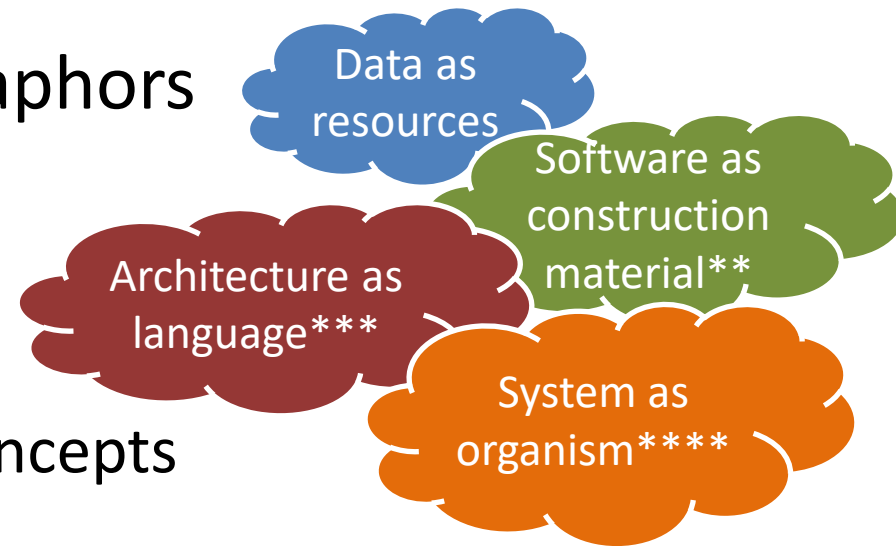 aphors
Data as
resources
Software as
construction
material**
Architecture as
language***
System as
organism****
ncepts